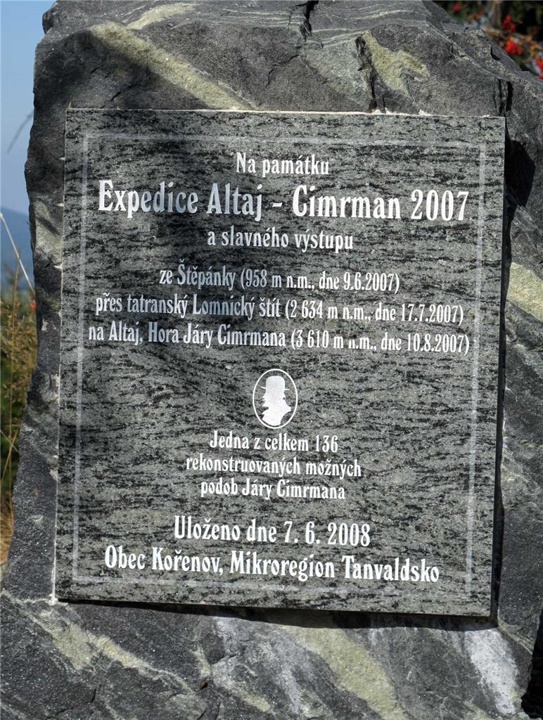 Na památku
Expedice Altaj - Cimrman 2007
a slavného výstupu
ze Štěpánky (958 m n.m., dne 9.6.2007)
přes tatranský Lomnický štít (2 634 m n.m., dne 17.7.2007)
na Altaj, Hora Járy Cimrmana (3 610 m n.m., dne 10.8.2007)
Jedna z celkem 136
rekonstruovaných možných
podob Járy Cimrmana
Uloženo dne 7. 6. 2008
Obec Kořenov, Mikroregion Tanvaldsko